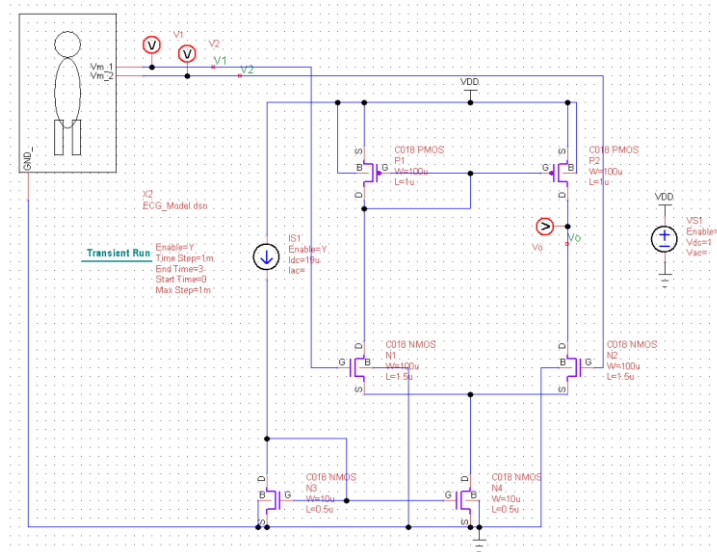 V1
V2
V
V
Vm_1
V1
Vm_2
V2
VDD
GND_
X2
ECG_Model.dsn
C018 PMOS
P1
W=100u
L=1u
S
B
G
D
C018 PMOS
P2
W=100u
L=1u
S
G
B
D
VDD
VS1
Enable=
Vdc=1
Vac=
Transient Run
Enable=Y
Time Step=1m
End Time=3
Start Time=0
Max Step=1m
IS1
Enable=Y
Idc=19u
Iac=
V
Vo
Vo
C018 NMOS
N1
W=100u
L=1.5u
D
G
B
S
C018 NMOS
N2
W=100u
L=1.5u
D
B
G
S
C018 NMOS
N3
W=10u
L=0.5u
D
B
G
S
C018 NMOS
N4
W=10u
L=0.5u
D
G
B
S